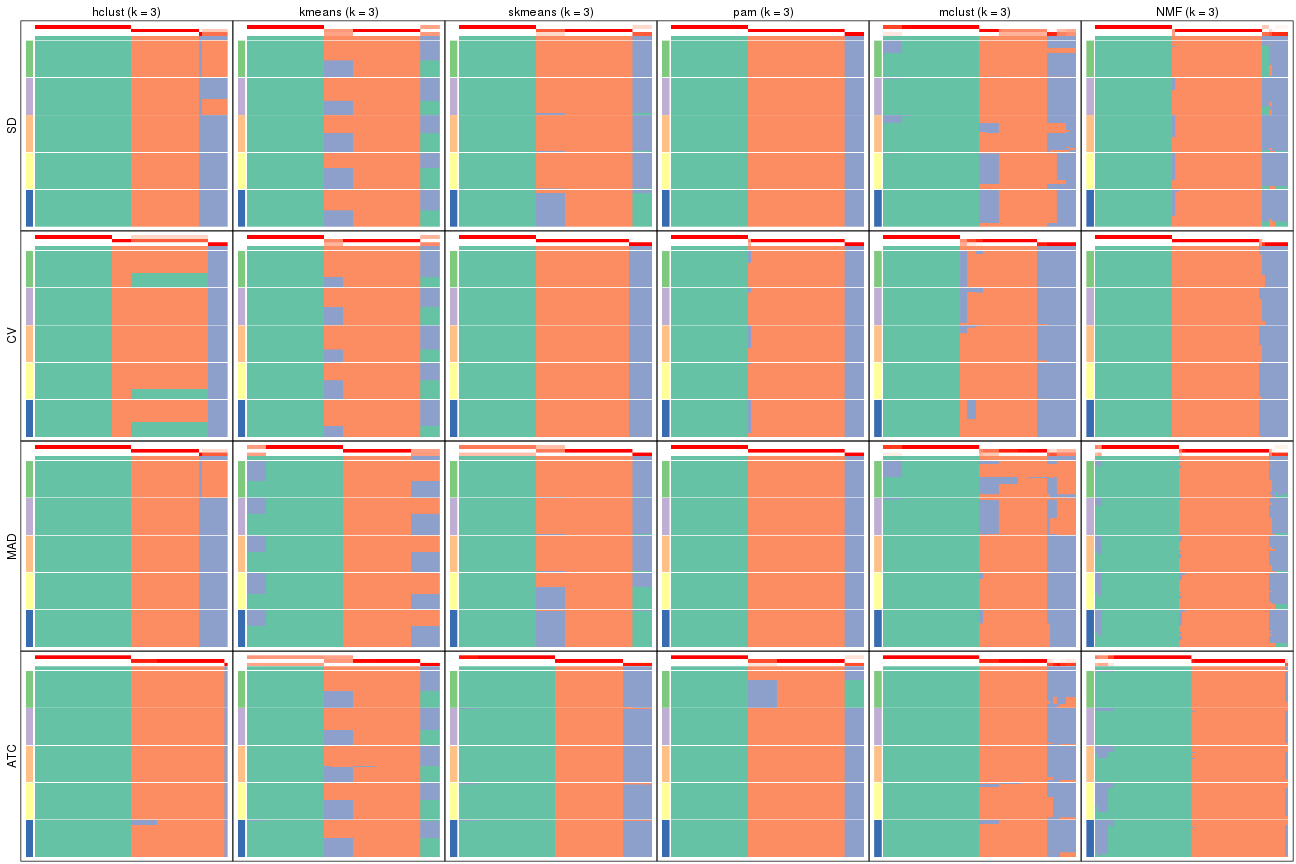 hclust (k = 3) kmeans (k = 3) skmeans (k = 3) pam (k = 3) mclust (k = 3) NMF (k = 3)
SD
CV
MAD
ATC